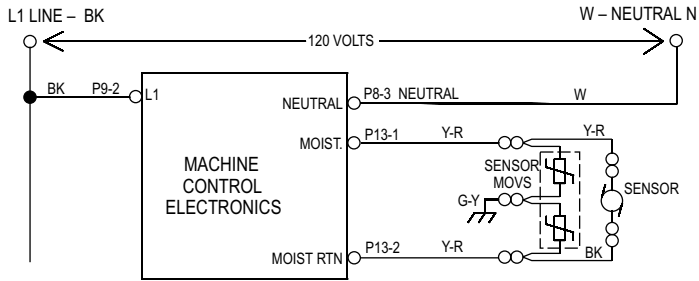 L1 LINE – BK
W – NEUTRAL N
120 VOLTS
BK P9-2 L1
NEUTRAL P8-3 NEUTRAL W
MOIST. P13-1 Y-R Y-R
MACHINE
CONTROL
ELECTRONICS
SENSOR
MOVS
SENSOR
G-Y
MOIST RTN P13-2 Y-R BK